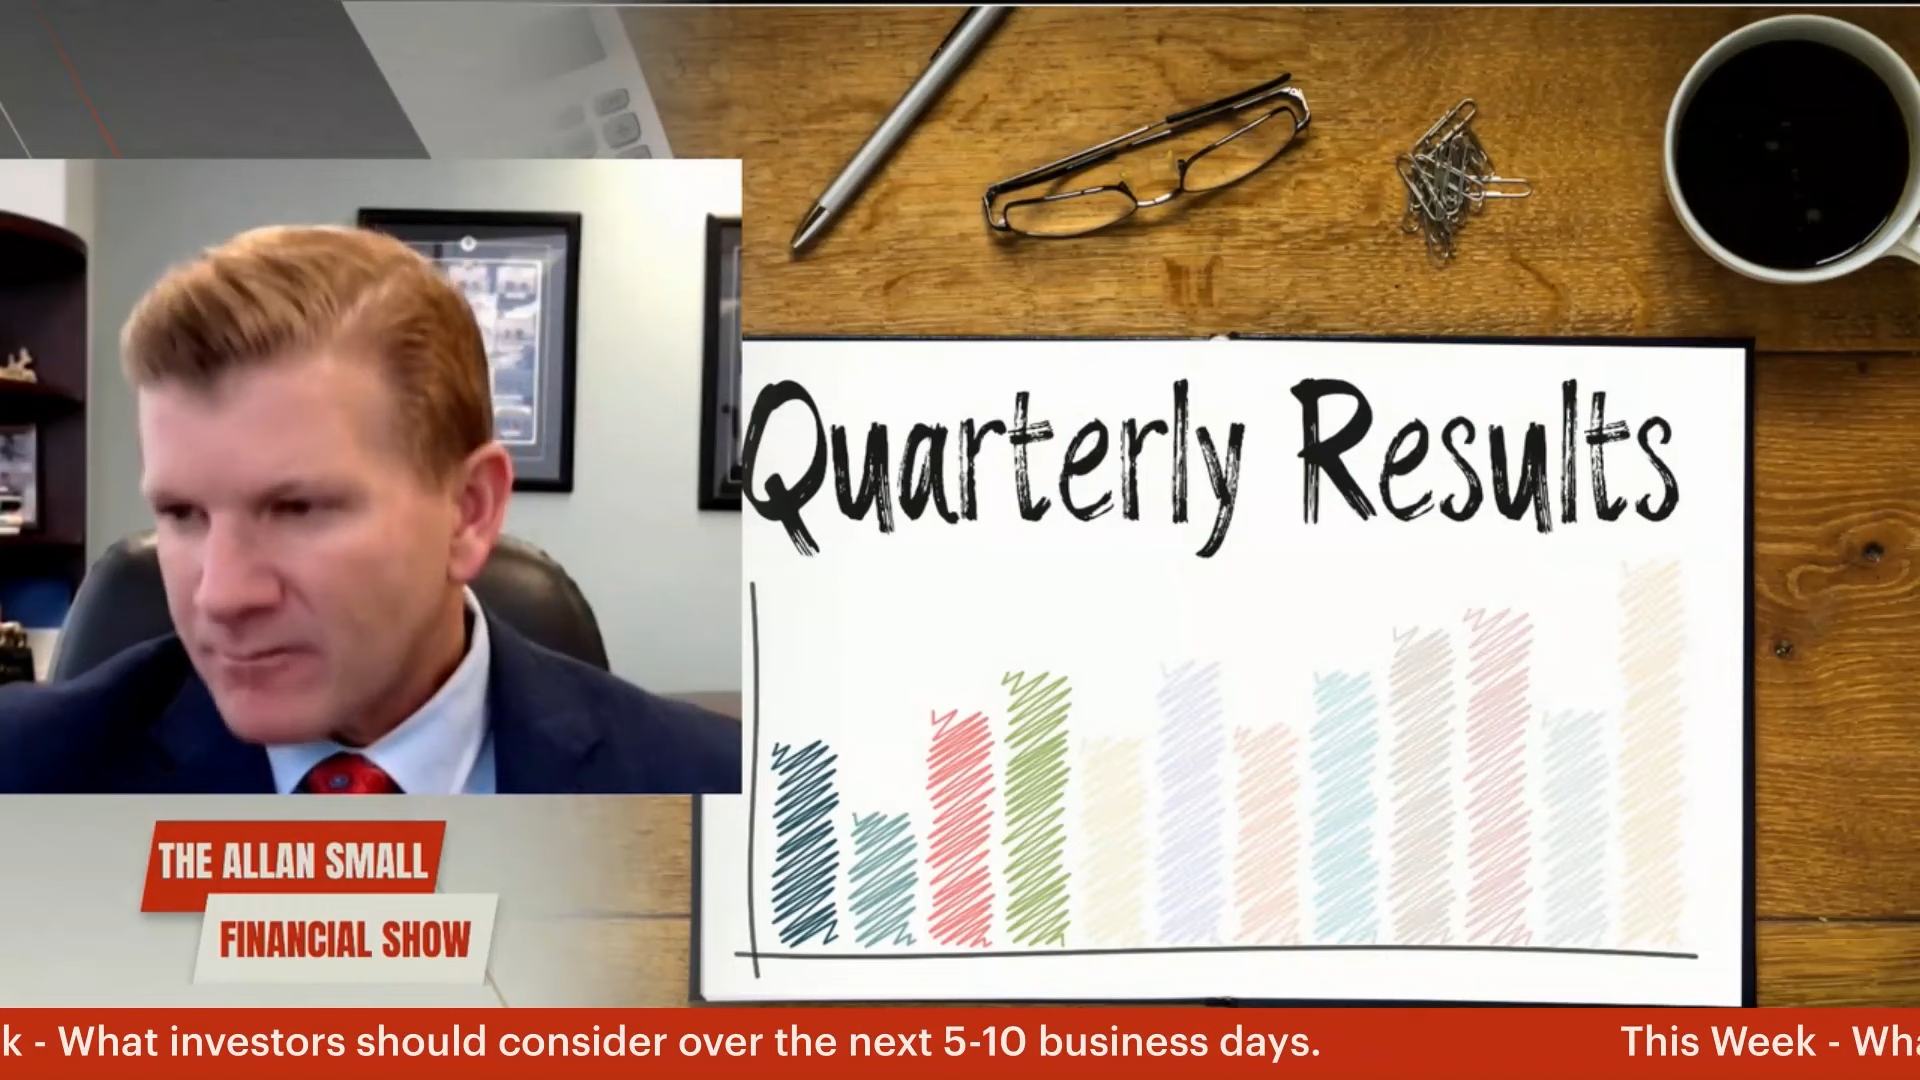 Quarterly Results
THE ALLAN SMALL
FINANCIAL SHOW
k - What investors should consider over the next 5-10 business days.
This Week - Wha